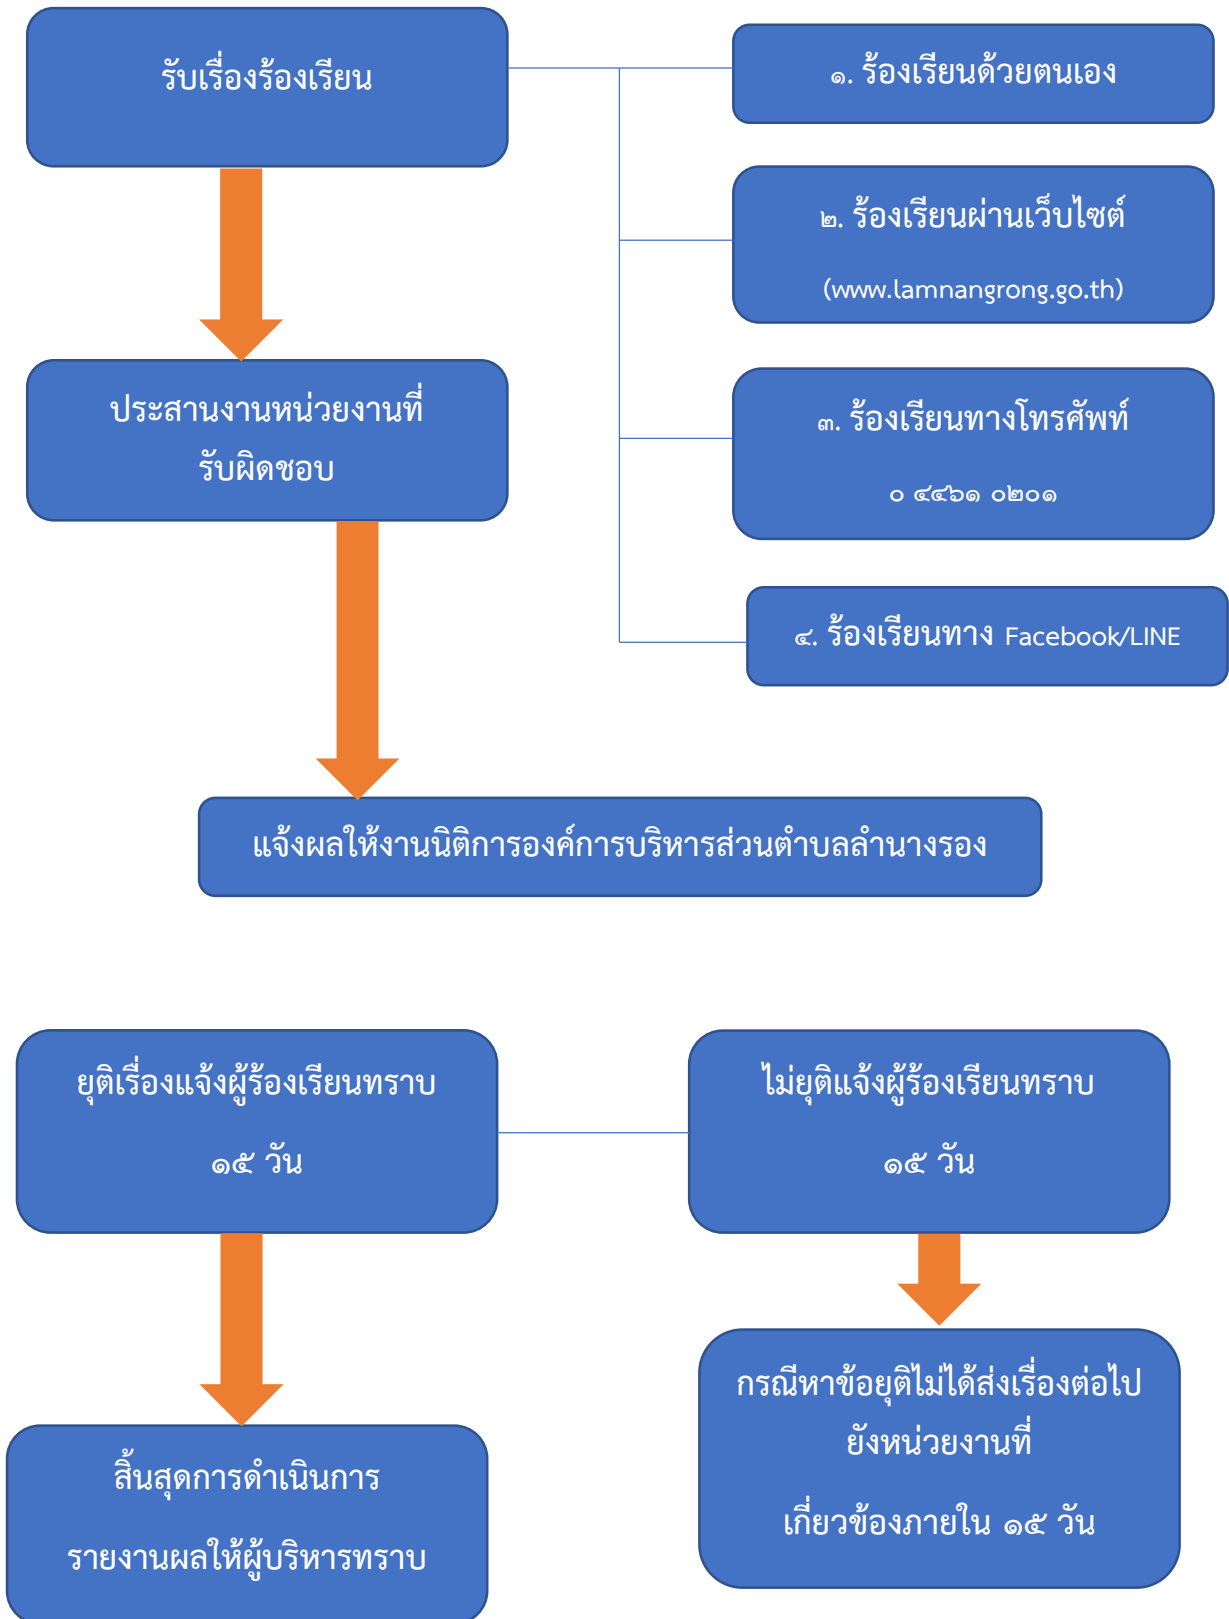 รับเรื่องร้องเรียน
๑. ร้องเรียนด้วยตนเอง
๒. ร้องเรียนผ่านเว็บไซต์
(www.lamnangrong.go.th)
ประสานงานหน่วยงานที่
รับผิดชอบ
๓. ร้องเรียนทางโทรศัพท์
๐ ๔๔๖๑ ๐๒๐๑
๔. ร้องเรียนทาง Facebook/LINE
แจ้งผลให้งานนิติการองค์การบริหารส่วนตำบลลำนางรอง
ยุติเรื่องแจ้งผู้ร้องเรียนทราบ
๑๕ วัน
ไม่ยุติแจ้งผู้ร้องเรียนทราบ
๑๕ วัน
สิ้นสุดการดำเนินการ
รายงานผลให้ผู้บริหารทราบ
กรณีหาข้อยุติไม่ได้ส่งเรื่องต่อไป
ยังหน่วยงานที่
เกี่ยวข้องภายใน ๑๕ วัน